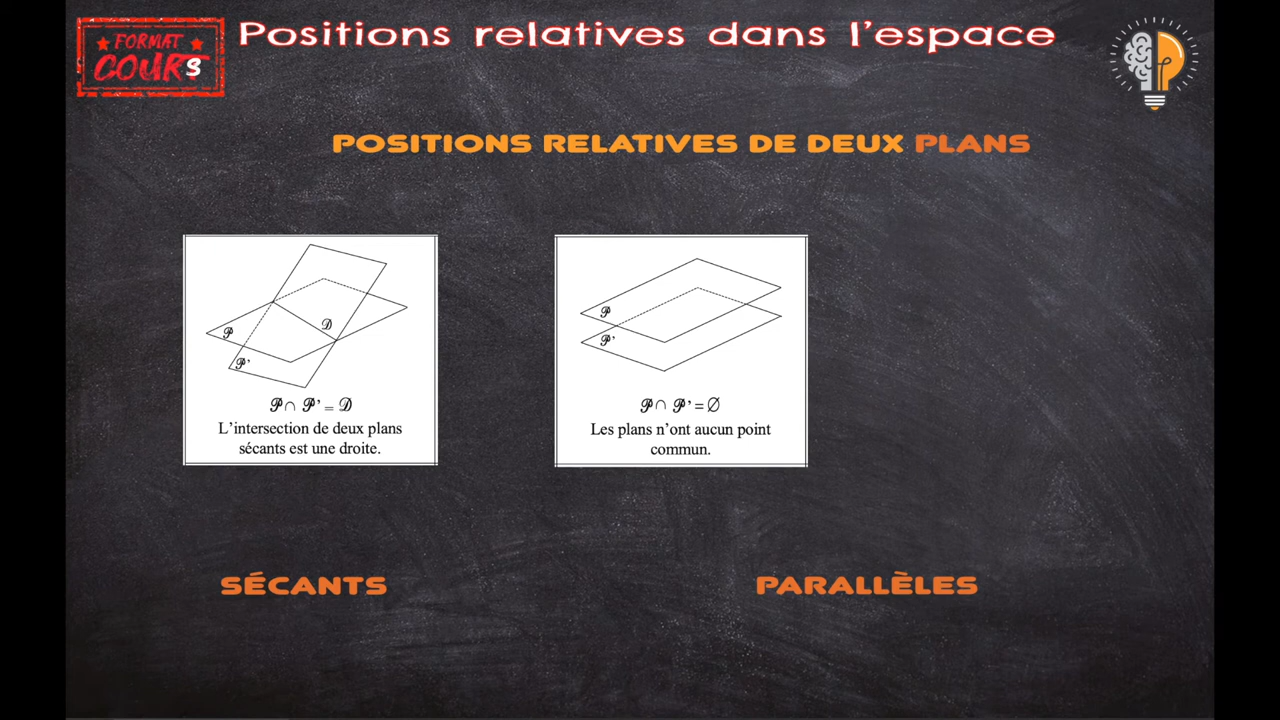 FORMAT
COURS
Positions relatives dans l'espace
POSITIONS RELATIVES DE DEUX PLANS
𝒫
𝒟
𝒫'
𝒫 ∩ 𝒫' = 𝒟
L'intersection de deux plans
sécants est une droite.
𝒫
𝒫'
𝒫 ∩ 𝒫' = ∅
Les plans n'ont aucun point
commun.
SÉCANTS
PARALLÈLES